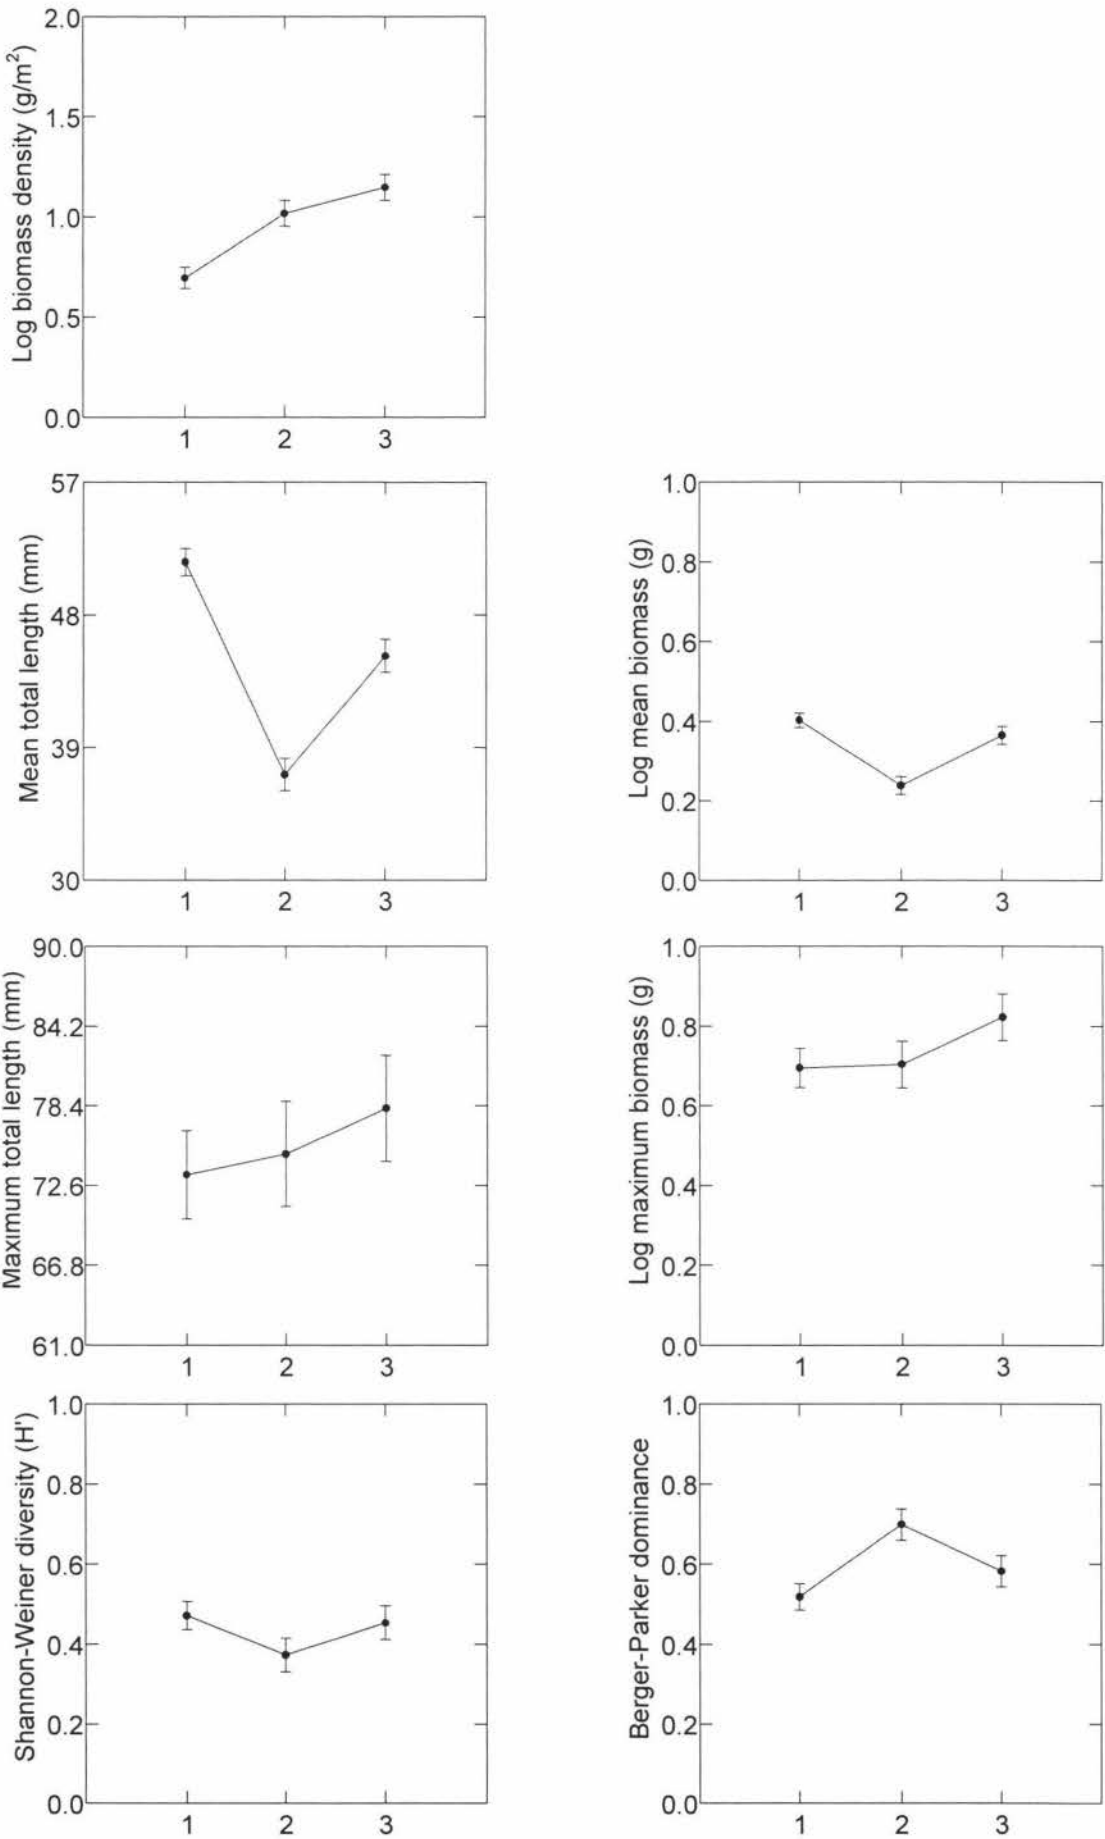 Log biomass density (g/m²)
2.0
1.5
1.0
0.5
0.0
1 2 3
Mean total length (mm)
57
48
39
30
1 2 3
Log mean biomass (g)
1.0
0.8
0.6
0.4
0.2
0.0
1 2 3
Maximum total length (mm)
90.0
84.2
78.4
72.6
66.8
61.0
1 2 3
Log maximum biomass (g)
1.0
0.8
0.6
0.4
0.2
0.0
1 2 3
Shannon-Weiner diversity (H')
1.0
0.8
0.6
0.4
0.2
0.0
1 2 3
Berger-Parker dominance
1.0
0.8
0.6
0.4
0.2
0.0
1 2 3